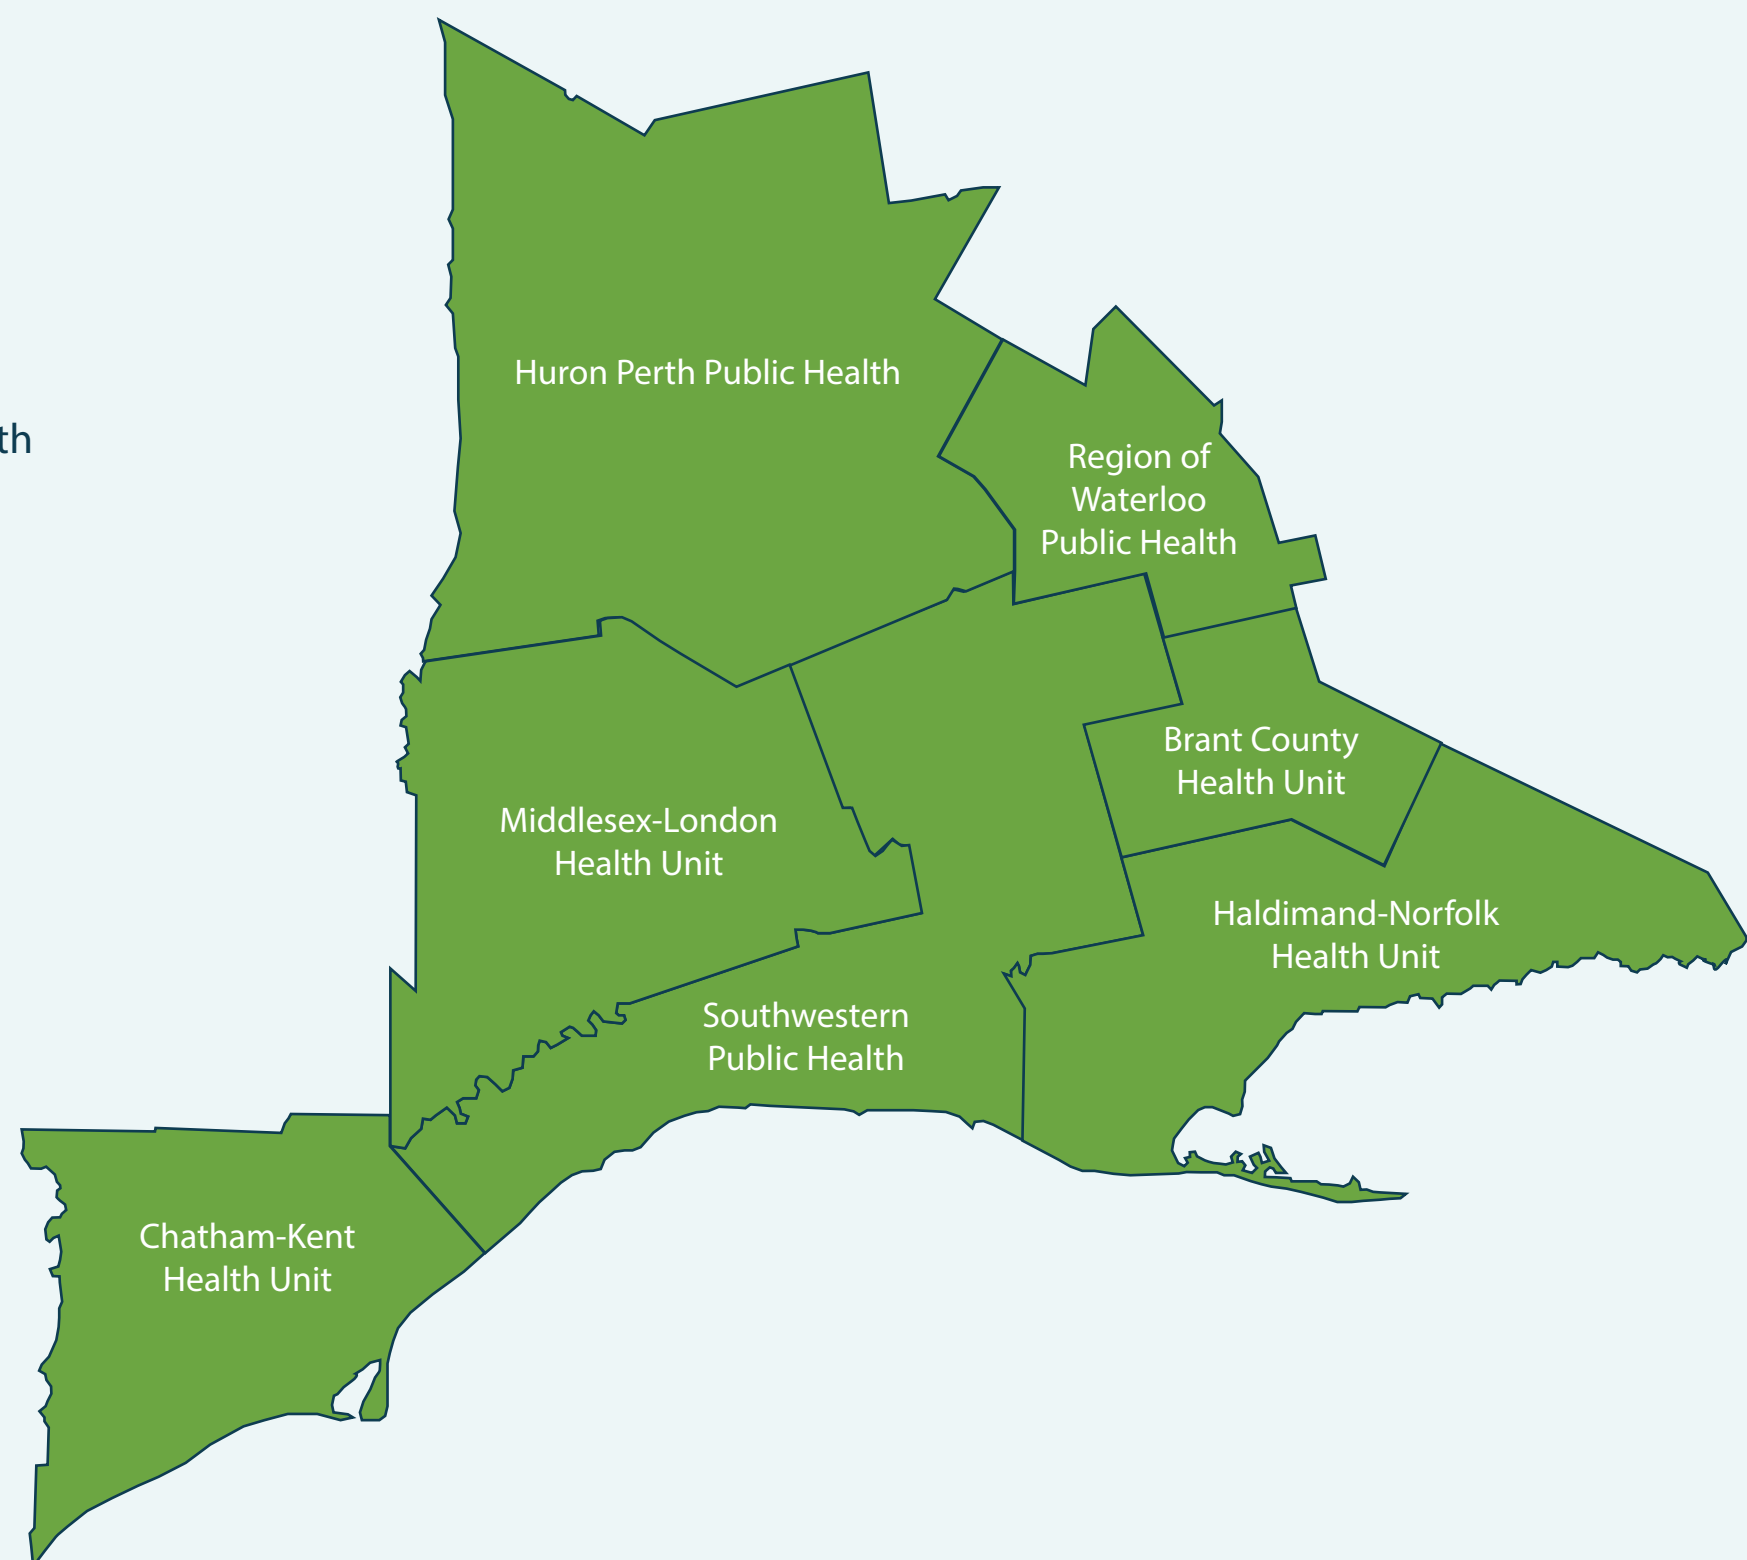 Huron Perth Public Health
th
Region of
Waterloo
Public Health
Brant County
Health Unit
Middlesex-London
Health Unit
Haldimand-Norfolk
Health Unit
Southwestern
Public Health
Chatham-Kent
Health Unit